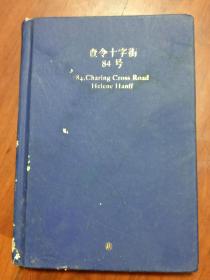 查令十字街
84号
84, Charing Cross Road
Helene Hanff